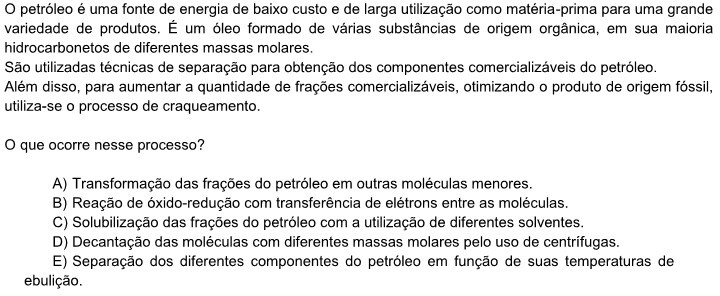 O petróleo é uma fonte de energia de baixo custo e de larga utilização como matéria-prima para uma grande
variedade de produtos. É um óleo formado de várias substâncias de origem orgânica, em sua maioria
hidrocarbonetos de diferentes massas molares.
São utilizadas técnicas de separação para obtenção dos componentes comercializáveis do petróleo.
Além disso, para aumentar a quantidade de frações comercializáveis, otimizando o produto de origem fóssil,
utiliza-se o processo de craqueamento.
O que ocorre nesse processo?
A) Transformação das frações do petróleo em outras moléculas menores.
B) Reação de óxido-redução com transferência de elétrons entre as moléculas.
C) Solubilização das frações do petróleo com a utilização de diferentes solventes.
D) Decantação das moléculas com diferentes massas molares pelo uso de centrífugas.
E) Separação dos diferentes componentes do petróleo em função de suas temperaturas de
ebulição.